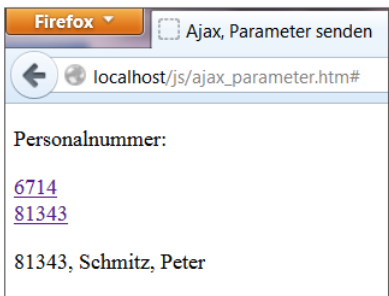 Firefox
Ajax, Parameter senden
localhost/js/ajax_parameter.htm#
Personalnummer:
6714
81343
81343, Schmitz, Peter